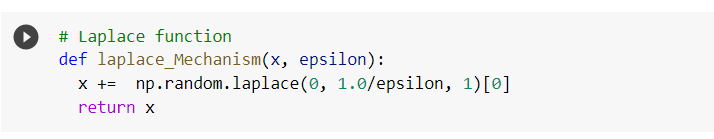 # Laplace function
def laplace_Mechanism(x, epsilon):
  x +=  np.random.laplace(0, 1.0/epsilon, 1)[0]
  return x